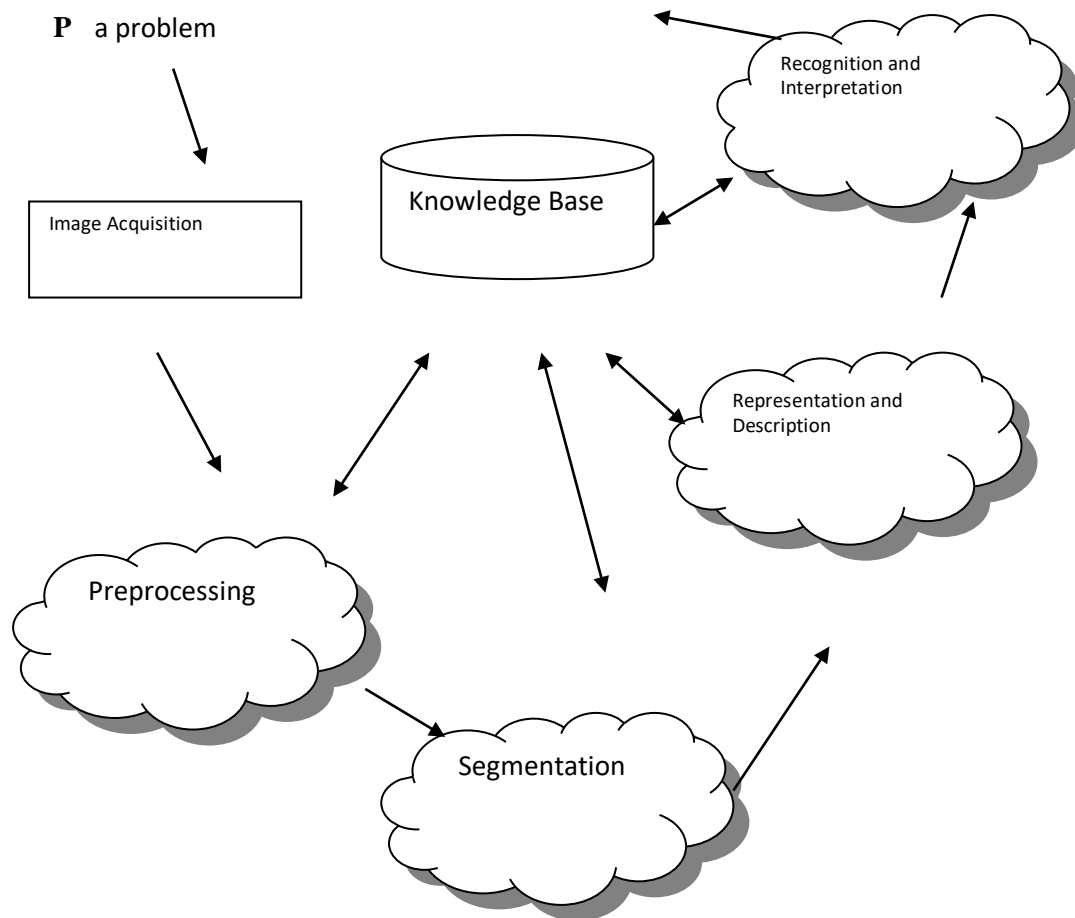 P a problem
Recognition and
Interpretation
Knowledge Base
Image Acquisition
Representation and
Description
Preprocessing
Segmentation